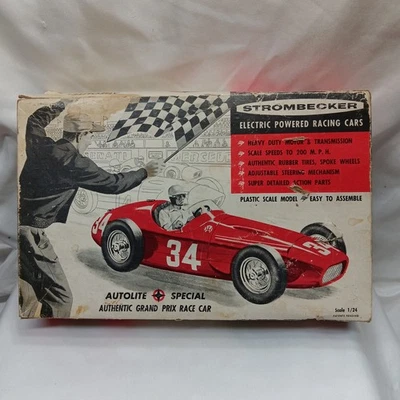 STROMBECKER
ELECTRIC POWERED RACING CARS
HEAVY DUTY MOTOR & TRANSMISSION
SCALE SPEEDS TO 200 M.P.H.
AUTHENTIC RUBBER TIRES, SPOKE WHEELS
ADJUSTABLE STEERING MECHANISM
SUPER DETAILED ACTION PARTS
PLASTIC SCALE MODEL EASY TO ASSEMBLE
34
34
34
AUTOLITE SPECIAL
AUTHENTIC GRAND PRIX RACE CAR
Scale 1/24